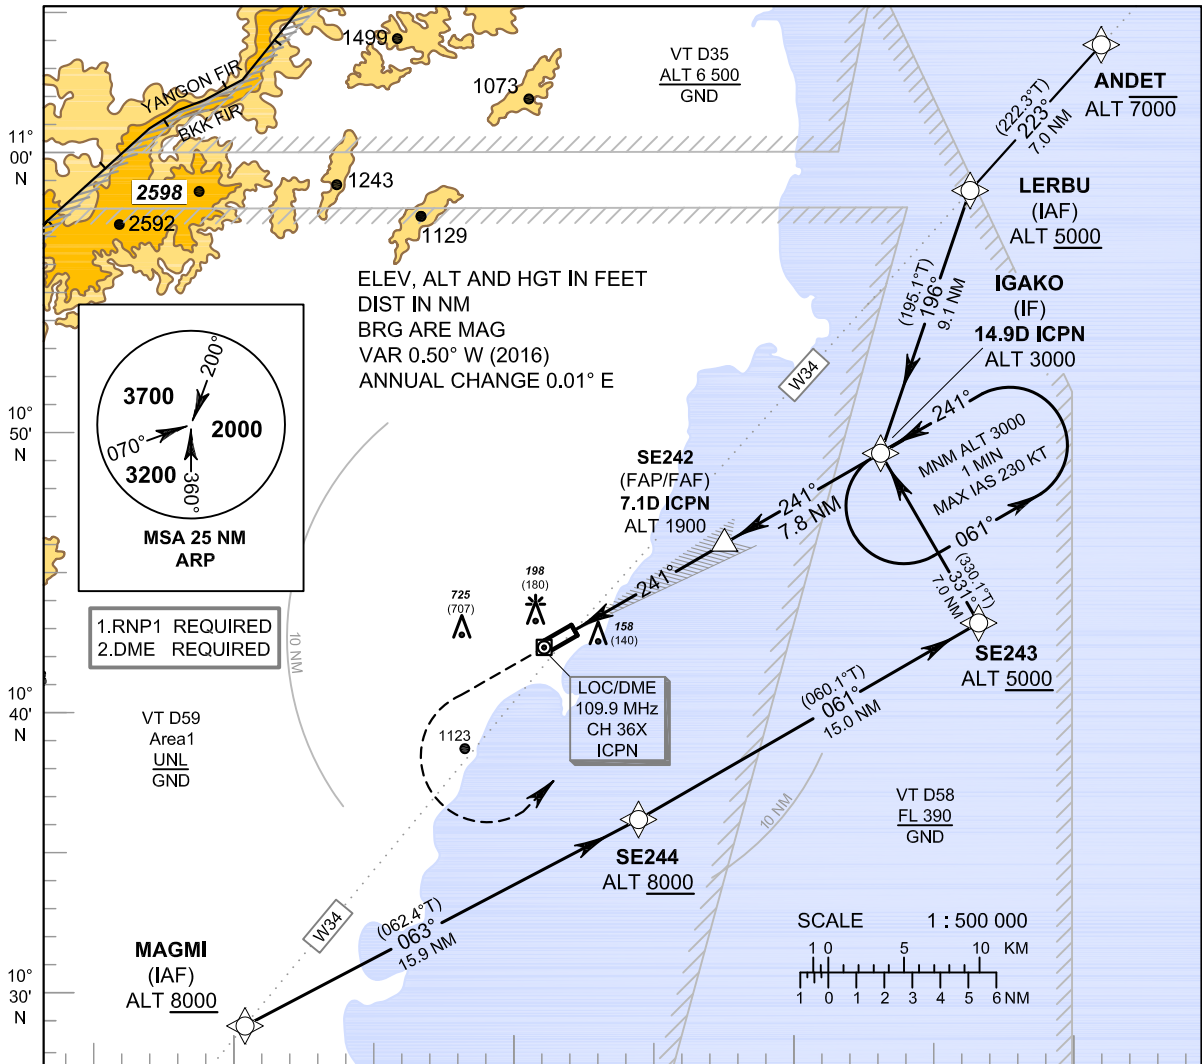 1499
YANGON FIR
BKK FIR
1073
VT D35
ALT 6 500
GND
ANDET
ALT 7000
(222.3°T)
223°
7.0 NM
11°
00'
N
2598
2592
1243
1129
LERBU
(IAF)
ALT 5000
ELEV, ALT AND HGT IN FEET
DIST IN NM
BRG ARE MAG
VAR 0.50° W (2016)
ANNUAL CHANGE 0.01° E
(195.1°T)
196°
9.1 NM
IGAKO
(IF)
14.9D ICPN
ALT 3000
W34
3700
200°
2000
070°
3200
360°
MSA 25 NM
ARP
10°
50'
N
SE242
(FAP/FAF)
7.1D ICPN
ALT 1900
241°
MNM ALT 3000
1 MIN
MAX IAS 230 KT
061°
241°
7.8 NM
241°
(330.1°T)
331°
7.0 NM
1.RNP1 REQUIRED
2.DME REQUIRED
10 NM
725
(707)
198
(180)
158
(140)
SE243
ALT 5000
LOC/DME
109.9 MHz
CH 36X
ICPN
(060.1°T)
061°
15.0 NM
10°
40'
N
VT D59
Area1
UNL
GND
1123
10 NM
VT D58
FL 390
GND
SE244
ALT 8000
W34
(062.4°T)
063°
15.9 NM
MAGMI
(IAF)
ALT 8000
10°
30'
N
SCALE 1 : 500 000
1 0 5 10 KM
1 0 1 2 3 4 5 6 NM